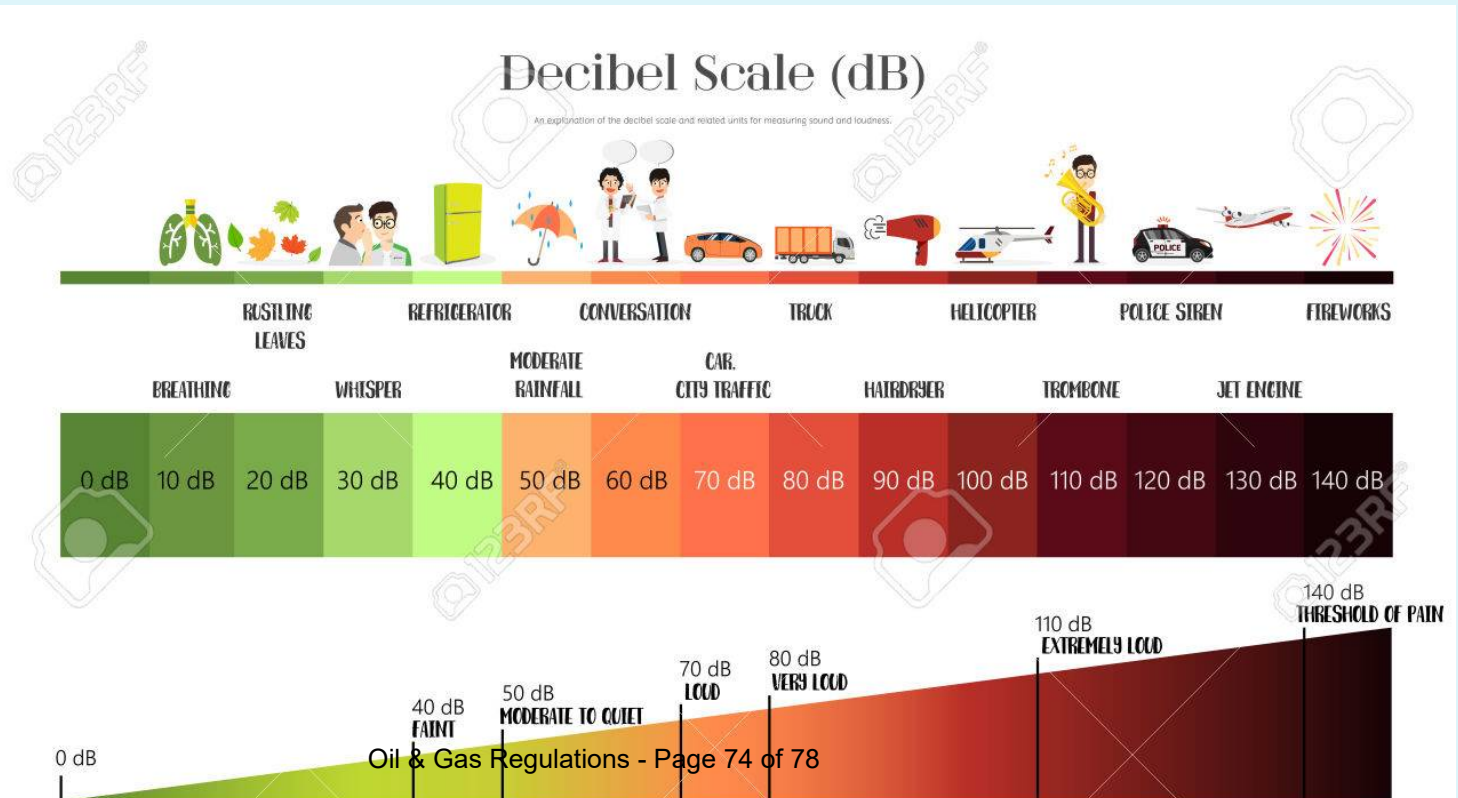 Decibel Scale (dB)
An explanation of the decibel scale and related units for measuring sound and loudness.
POLICE
RUSTLING
LEAVES
REFRIGERATOR
CONVERSATION
TRUCK
HELICOPTER
POLICE SIREN
FIREWORKS
BREATHING
WHISPER
MODERATE
RAINFALL
CAR.
CITY TRAFFIC
HAIRDRYER
TROMBONE
JET ENGINE
0 dB 10 dB 20 dB 30 dB 40 dB 50 dB 60 dB 70 dB 80 dB 90 dB 100 dB 110 dB 120 dB 130 dB 140 dB
0 dB
40 dB
FAINT
50 dB
MODERATE TO QUIET
70 dB
LOUD
80 dB
VERY LOUD
110 dB
EXTREMELY LOUD
140 dB
THRESHOLD OF PAIN
Oil & Gas Regulations - Page 74 of 78
123RF
123RF
123RF
123RF
123RF